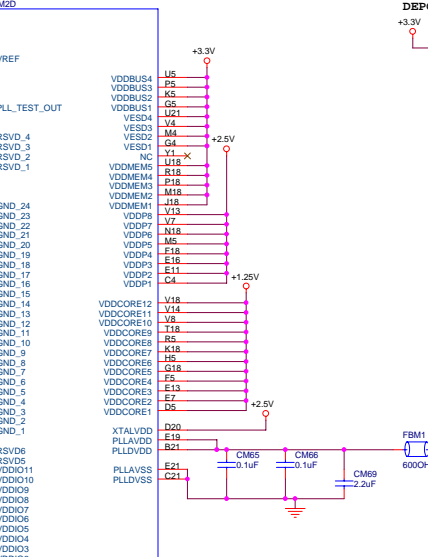 M2D
DEPO
+3.3V
+3.3V
VREF
VDDBUS4 U5
VDDBUS3 P5
VDDBUS2 K5
VDDBUS1 G5
PLL_TEST_OUT
VESD4 U21
VESD3 V4
VESD2 M4
VESD1 G4
RSVD_4
RSVD_3
RSVD_2
RSVD_1
+2.5V
NC Y1
VDDMEM5 U18
VDDMEM4 R18
VDDMEM3 P18
VDDMEM2 M18
VDDMEM1 J18
VDDP8 V13
VDDP7 V7
VDDP6 N18
VDDP5 M5
VDDP4 F18
VDDP3 E16
VDDP2 E11
VDDP1 C4
GND_24
GND_23
GND_22
GND_21
GND_20
GND_19
GND_18
GND_17
GND_16
GND_15
GND_14
GND_13
GND_12
GND_11
GND_10
GND_9
GND_8
GND_7
GND_6
GND_5
GND_4
GND_3
GND_2
GND_1
+1.25V
VDDCORE12 V18
VDDCORE11 V14
VDDCORE10 V8
VDDCORE9 T18
VDDCORE8 R5
VDDCORE7 K18
VDDCORE6 H5
VDDCORE5 G18
VDDCORE4 F5
VDDCORE3 E13
VDDCORE2 E7
VDDCORE1 D5
+2.5V
XTALVDD D20
PLLAVDD E19
PLLDVDD B21
PLLAVSS E21
PLLDVSS C21
RSVD6
RSVD5
VDDIO11
VDDIO10
VDDIO9
VDDIO8
VDDIO7
VDDIO6
VDDIO5
VDDIO4
VDDIO3
CM65
0.1uF
CM66
0.1uF
CM69
2.2uF
FBM1
600OH